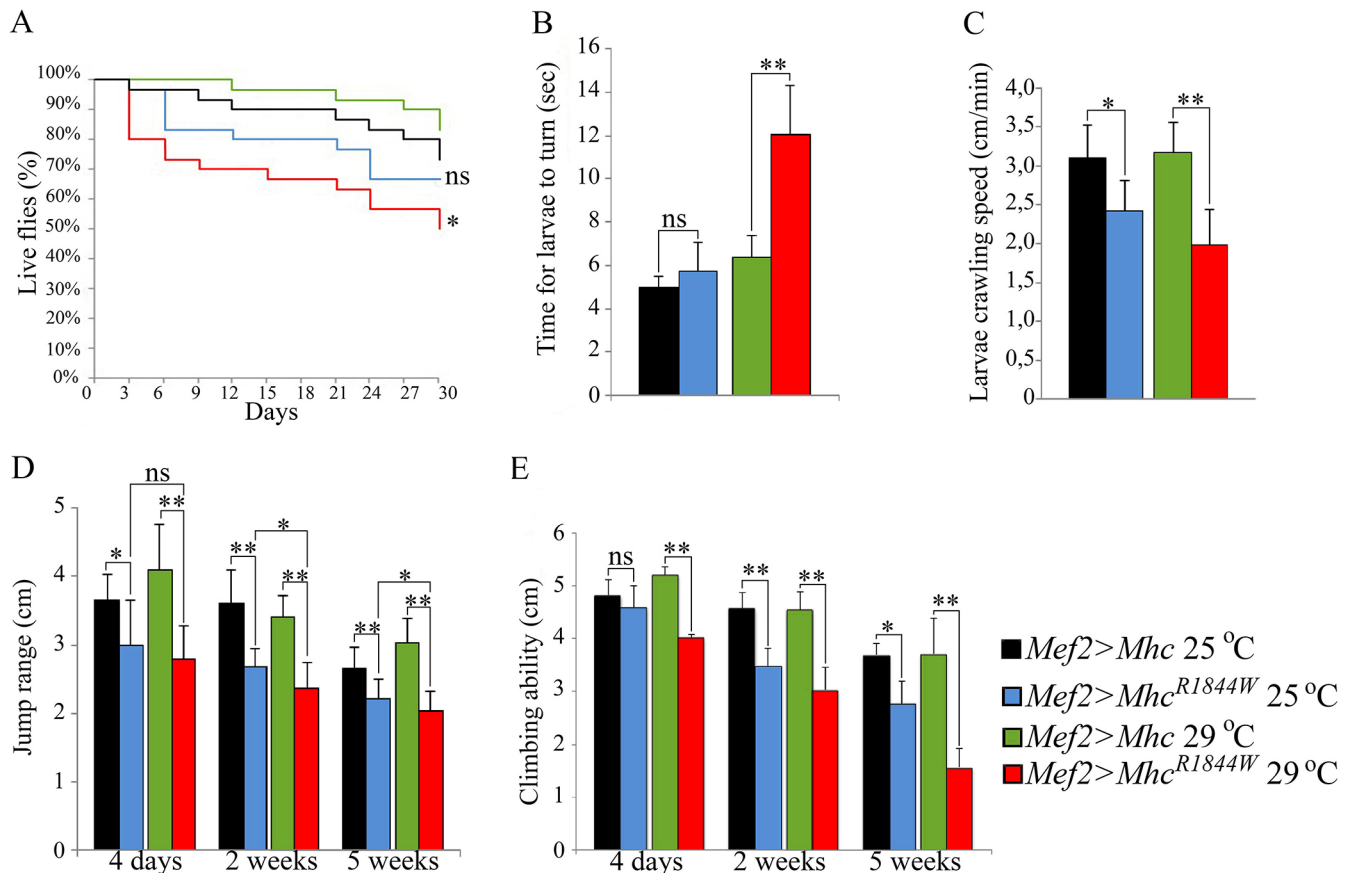 A
100%
90%
80%
70%
60%
50%
40%
30%
20%
10%
0%
Live flies (%)
ns
*
0 3 6 9 12 15 18 21 24 27 30
Days
B
16
14
12
10
8
6
4
2
0
Time for larvae to turn (sec)
ns
**
C
4,0
3,5
3,0
2,5
2,0
1,5
1,0
0,5
0
Larvae crawling speed (cm/min)
*
**
D
5
4
3
2
1
0
Jump range (cm)
ns
*
**
*
**
**
*
**
**
4 days 2 weeks 5 weeks
E
6
5
4
3
2
1
0
Climbing ability (cm)
ns
**
**
**
*
**
4 days 2 weeks 5 weeks
Mef2>Mhc 25 °C
Mef2>Mhc^R1844W 25 °C
Mef2>Mhc 29 °C
Mef2>Mhc^R1844W 29 °C